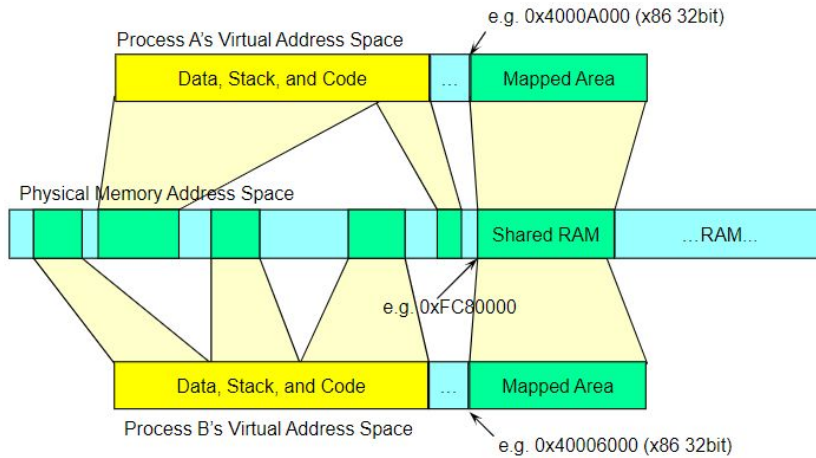 e.g. 0x4000A000 (x86 32bit)
Process A's Virtual Address Space
Data, Stack, and Code
...
Mapped Area
Physical Memory Address Space
Shared RAM
...RAM...
e.g. 0xFC80000
Data, Stack, and Code
...
Mapped Area
Process B's Virtual Address Space
e.g. 0x40006000 (x86 32bit)